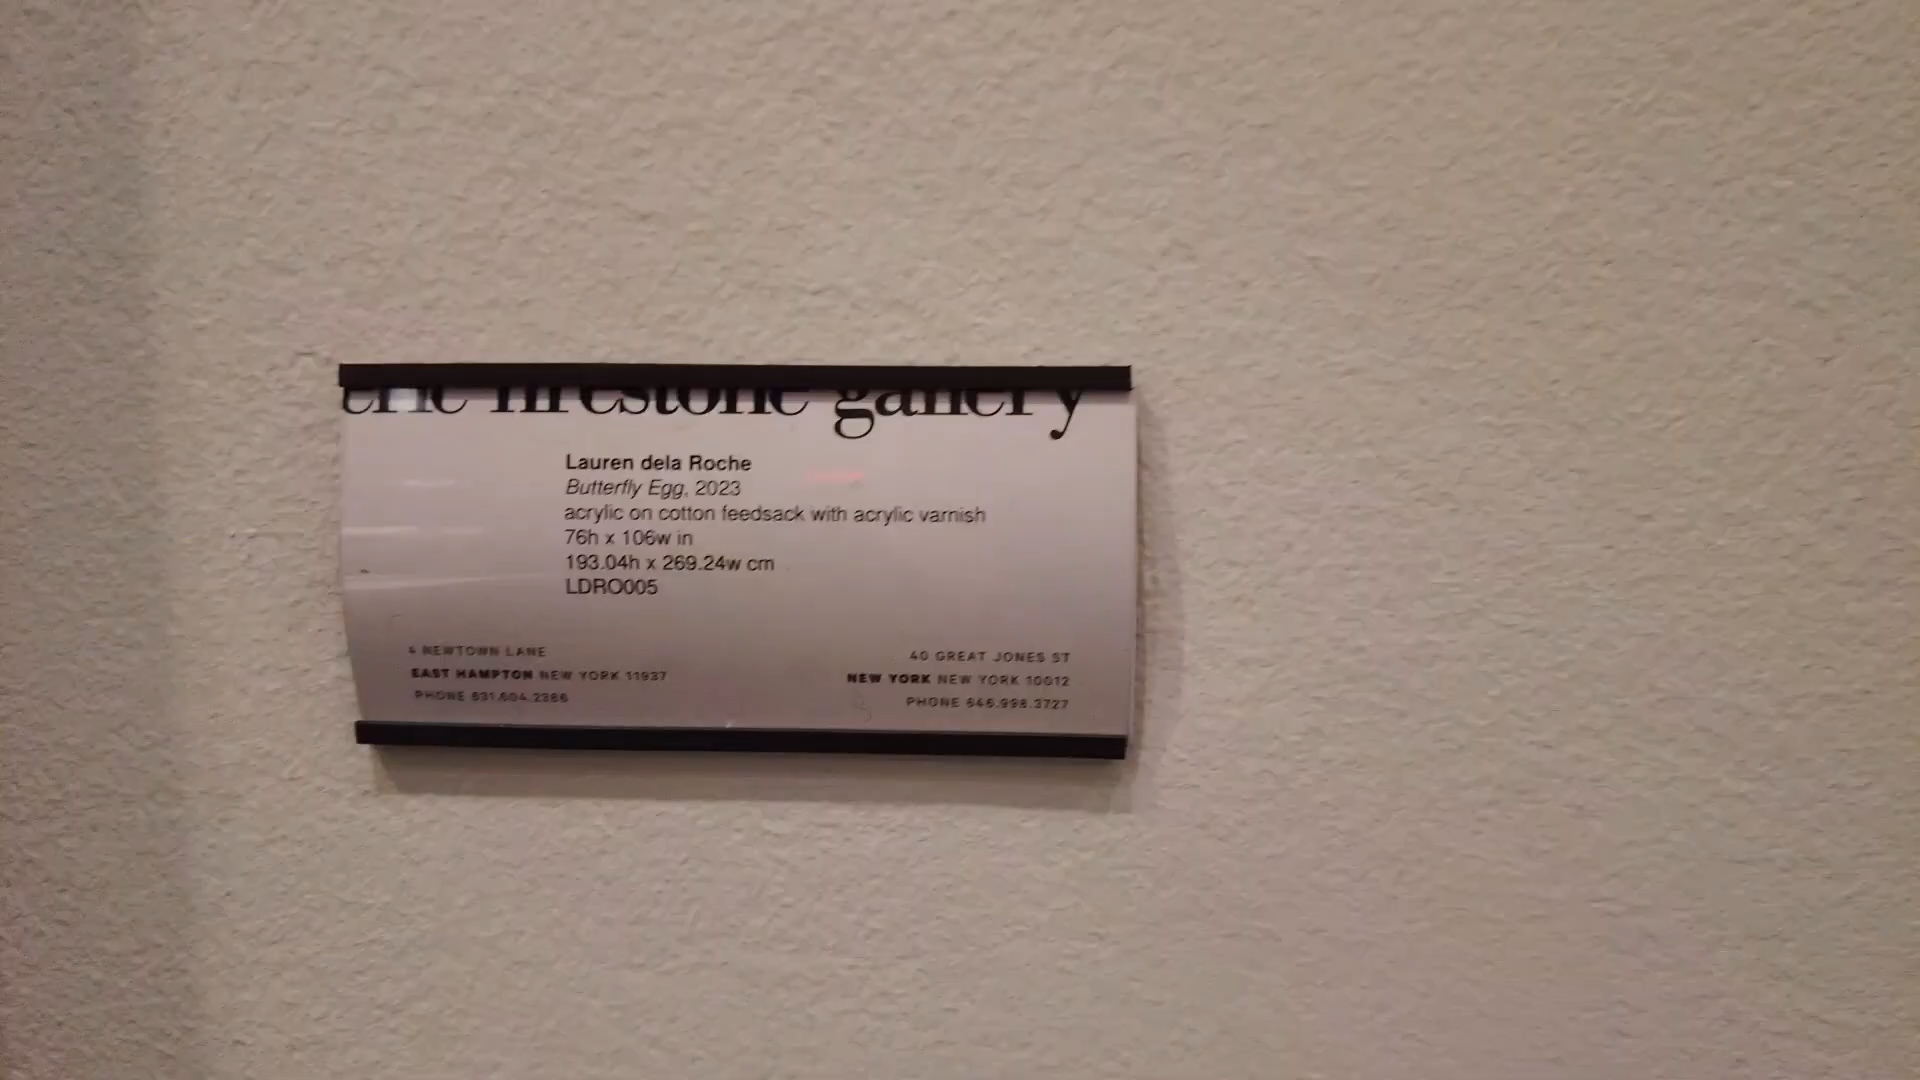 eric firestone gallery
Lauren dela Roche
Butterfly Egg, 2023
acrylic on cotton feedsack with acrylic varnish
76h x 106w in
193.04h x 269.24w cm
LDRO005
4 NEWTOWN LANE
EAST HAMPTON NEW YORK 11937
PHONE 631.604.2386
40 GREAT JONES ST
NEW YORK NEW YORK 10012
PHONE 646.998.3727